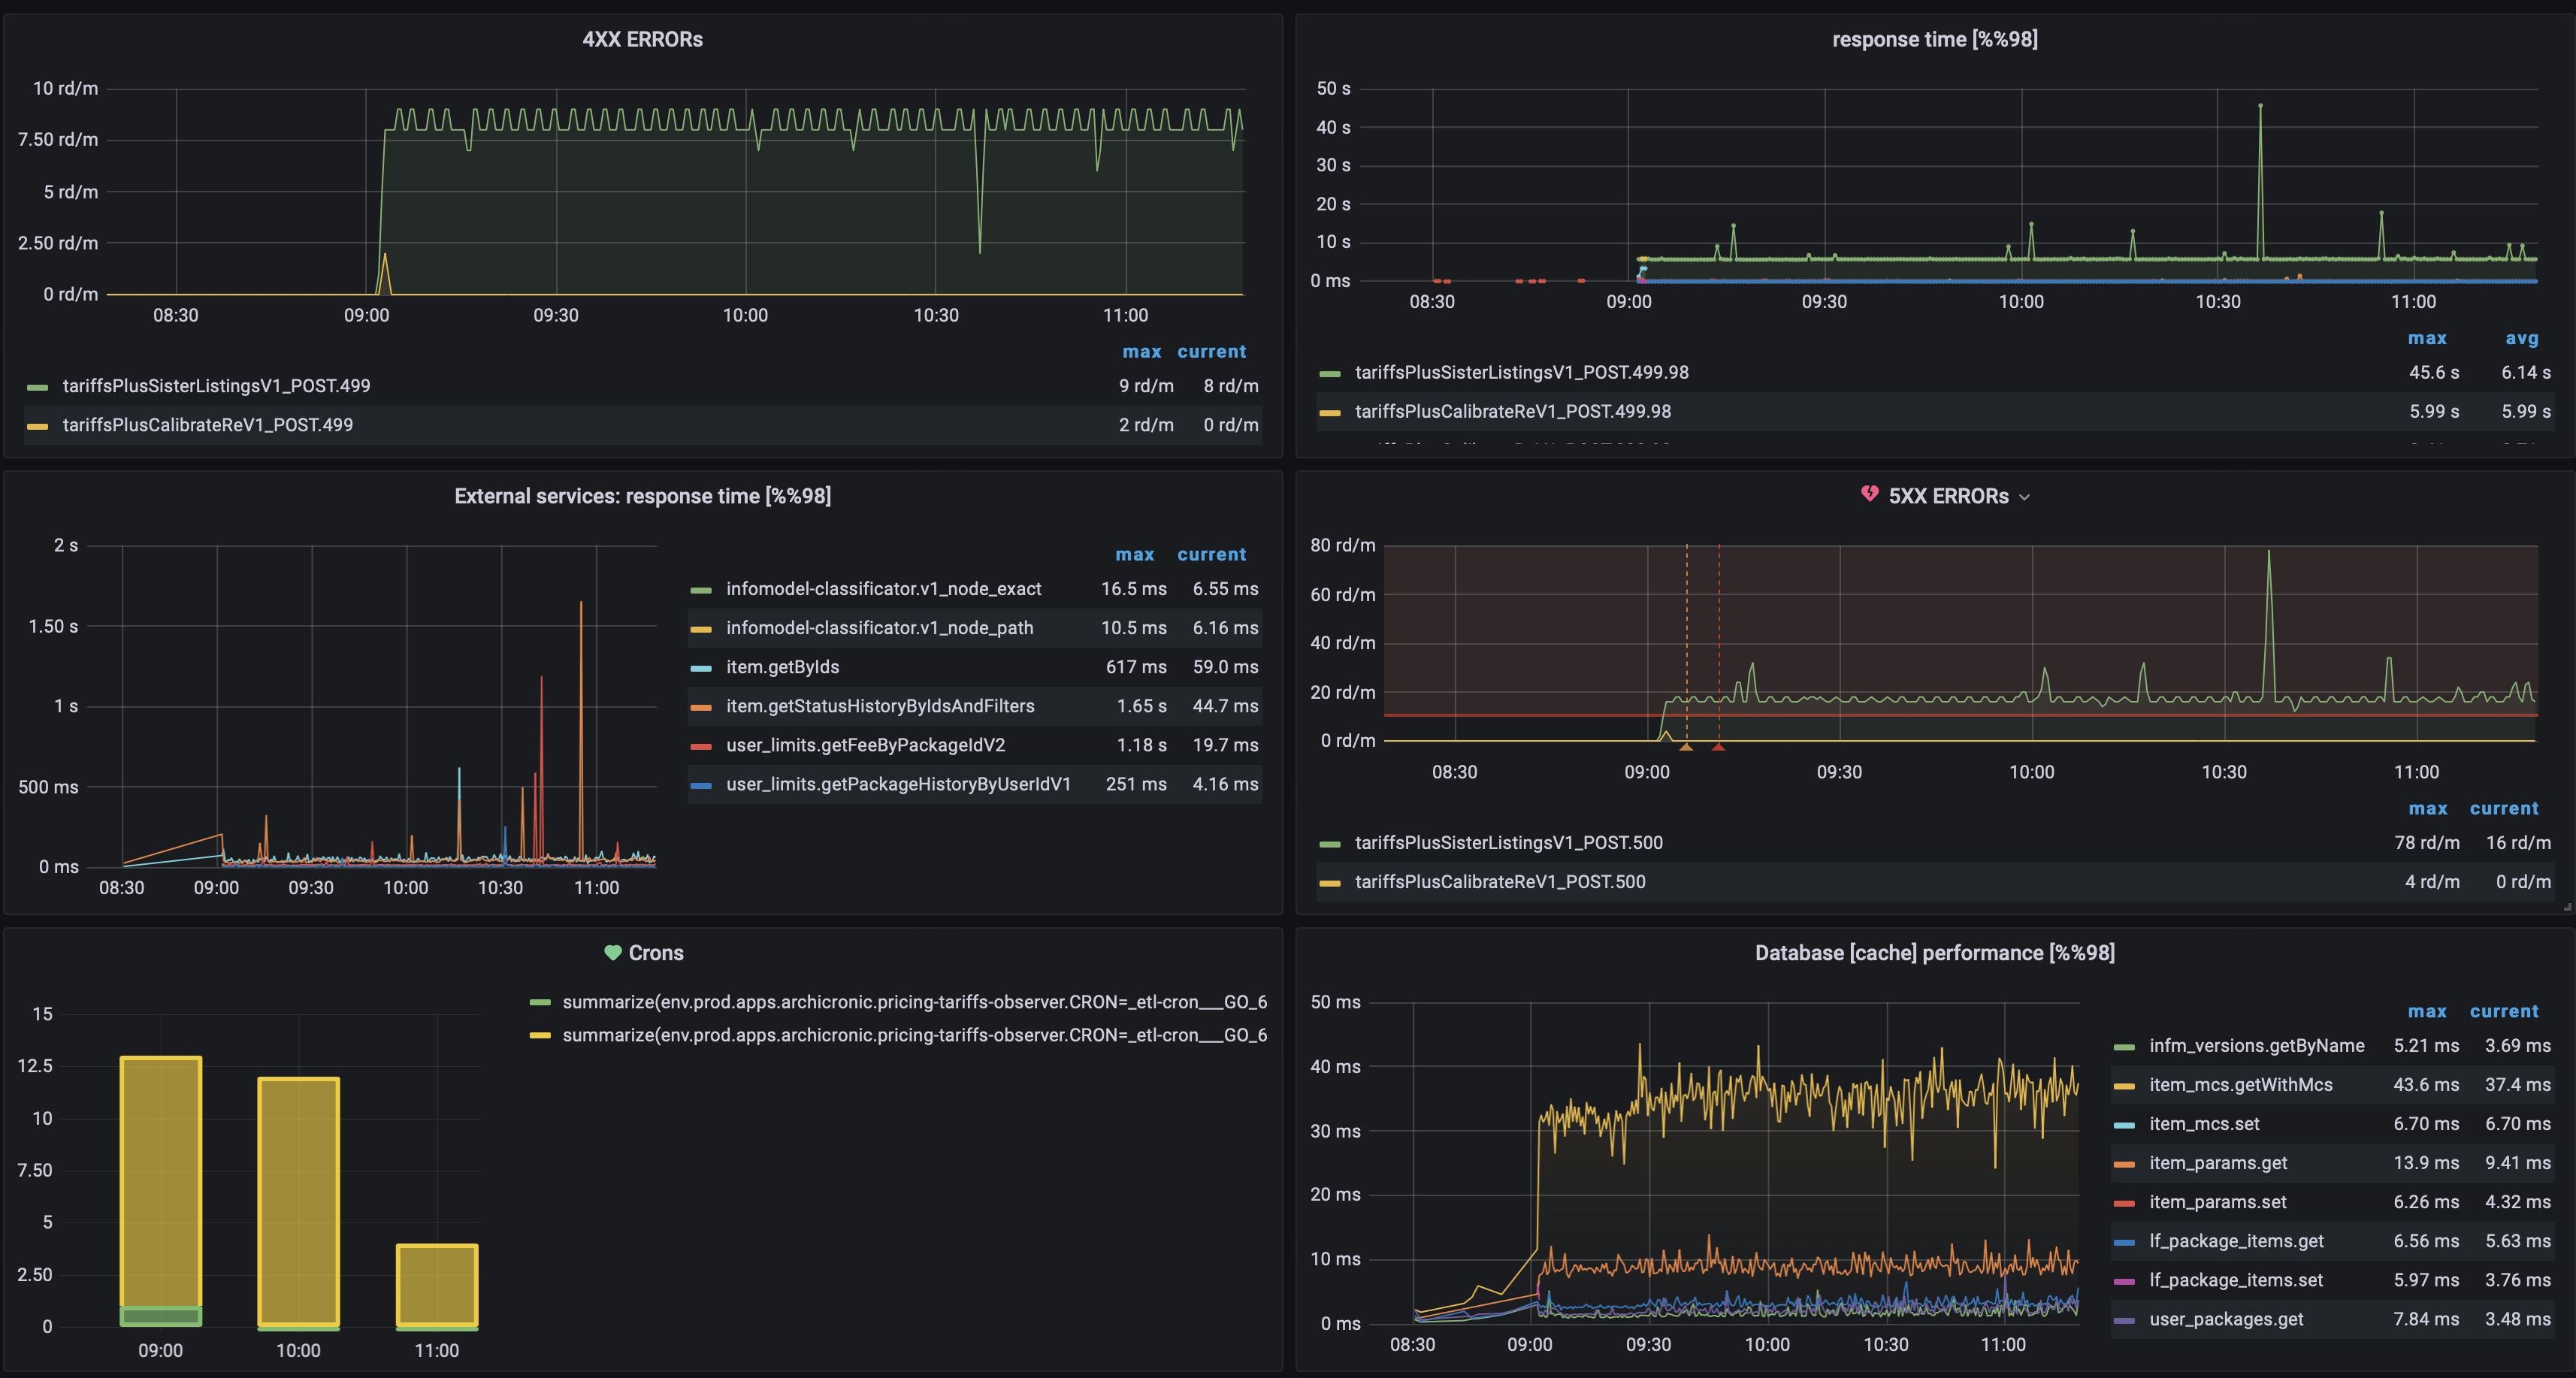 4XX ERRORs
10 rd/m
7.50 rd/m
5 rd/m
2.50 rd/m
0 rd/m
08:30 09:00 09:30 10:00 10:30 11:00
max current
tariffsPlusSisterListingsV1_POST.499 9 rd/m 8 rd/m
tariffsPlusCalibrateReV1_POST.499 2 rd/m 0 rd/m
response time [%%98]
50 s
40 s
30 s
20 s
10 s
0 ms
08:30 09:00 09:30 10:00 10:30 11:00
max avg
tariffsPlusSisterListingsV1_POST.499.98 45.6 s 6.14 s
tariffsPlusCalibrateReV1_POST.499.98 5.99 s 5.99 s
External services: response time [%%98]
2 s
1.50 s
1 s
500 ms
0 ms
08:30 09:00 09:30 10:00 10:30 11:00
max current
infomodel-classificator.v1_node_exact 16.5 ms 6.55 ms
infomodel-classificator.v1_node_path 10.5 ms 6.16 ms
item.getByIds 617 ms 59.0 ms
item.getStatusHistoryByIdsAndFilters 1.65 s 44.7 ms
user_limits.getFeeByPackageIdV2 1.18 s 19.7 ms
user_limits.getPackageHistoryByUserIdV1 251 ms 4.16 ms
5XX ERRORs
80 rd/m
60 rd/m
40 rd/m
20 rd/m
0 rd/m
08:30 09:00 09:30 10:00 10:30 11:00
max current
tariffsPlusSisterListingsV1_POST.500 78 rd/m 16 rd/m
tariffsPlusCalibrateReV1_POST.500 4 rd/m 0 rd/m
Crons
15
12.5
10
7.50
5
2.50
0
09:00 10:00 11:00
summarize(env.prod.apps.archicronic.pricing-tariffs-observer.CRON=_etl-cron___GO_6
summarize(env.prod.apps.archicronic.pricing-tariffs-observer.CRON=_etl-cron___GO_6
Database [cache] performance [%%98]
50 ms
40 ms
30 ms
20 ms
10 ms
0 ms
08:30 09:00 09:30 10:00 10:30 11:00
max current
infm_versions.getByName 5.21 ms 3.69 ms
item_mcs.getWithMcs 43.6 ms 37.4 ms
item_mcs.set 6.70 ms 6.70 ms
item_params.get 13.9 ms 9.41 ms
item_params.set 6.26 ms 4.32 ms
lf_package_items.get 6.56 ms 5.63 ms
lf_package_items.set 5.97 ms 3.76 ms
user_packages.get 7.84 ms 3.48 ms